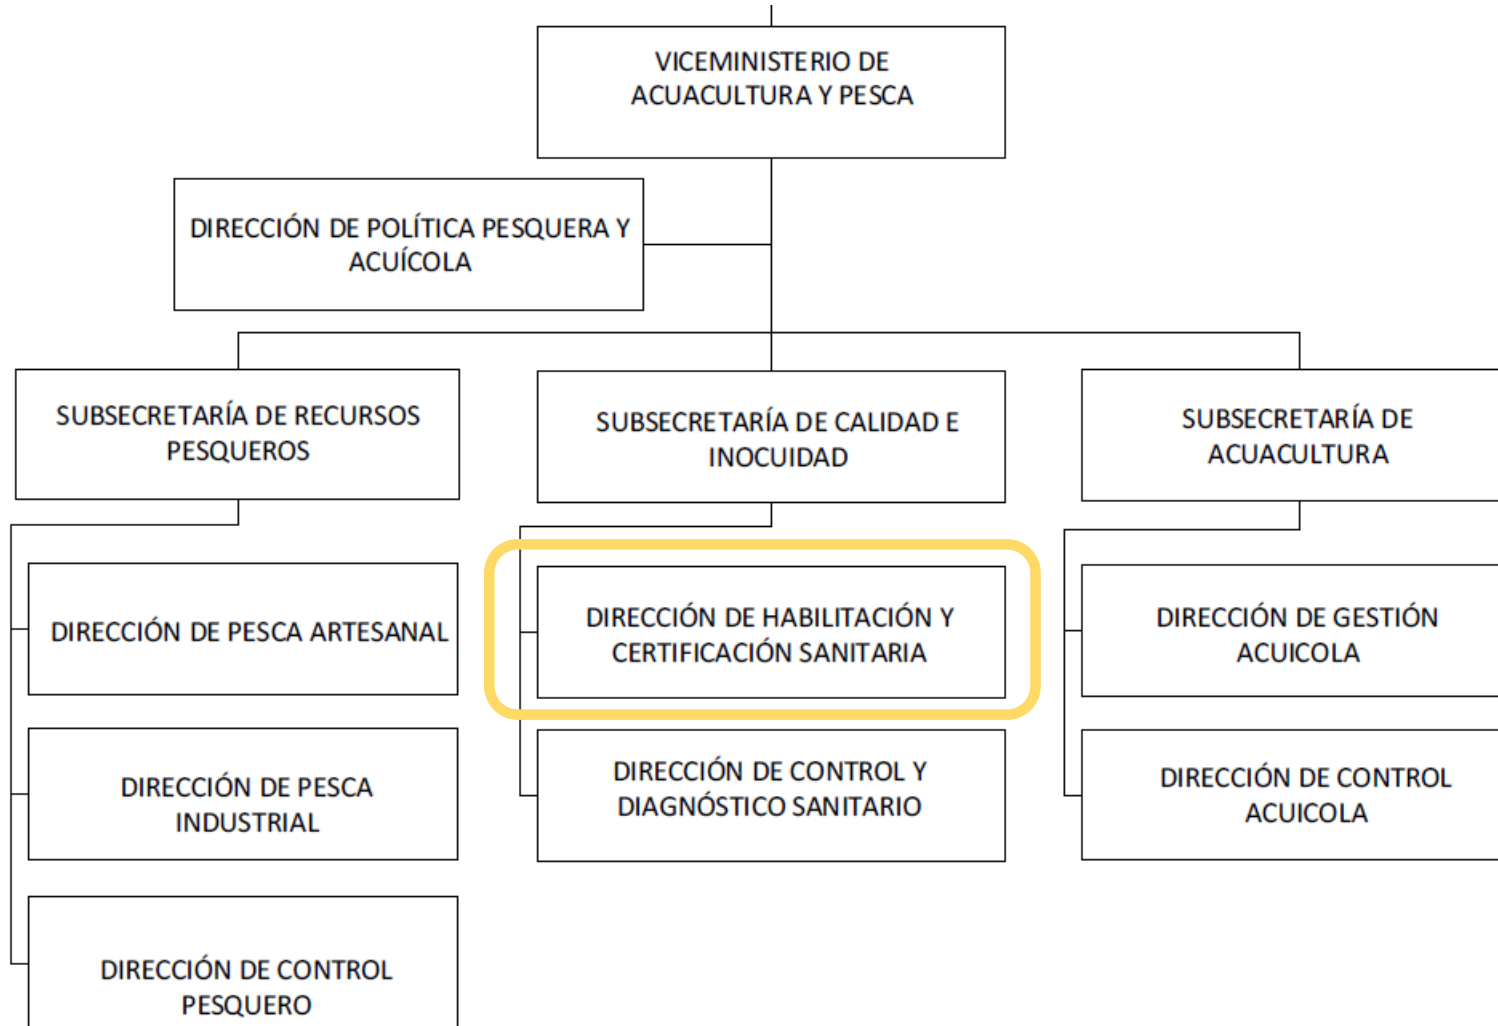 VICEMINISTERIO DE
ACUACULTURA Y PESCA
DIRECCIÓN DE POLÍTICA PESQUERA Y
ACUÍCOLA
SUBSECRETARÍA DE RECURSOS
PESQUEROS
DIRECCIÓN DE PESCA ARTESANAL
DIRECCIÓN DE PESCA
INDUSTRIAL
DIRECCIÓN DE CONTROL
PESQUERO
SUBSECRETARÍA DE CALIDAD E
INOCUIDAD
DIRECCIÓN DE HABILITACIÓN Y
CERTIFICACIÓN SANITARIA
DIRECCIÓN DE CONTROL Y
DIAGNÓSTICO SANITARIO
SUBSECRETARÍA DE
ACUACULTURA
DIRECCIÓN DE GESTIÓN
ACUICOLA
DIRECCIÓN DE CONTROL
ACUICOLA